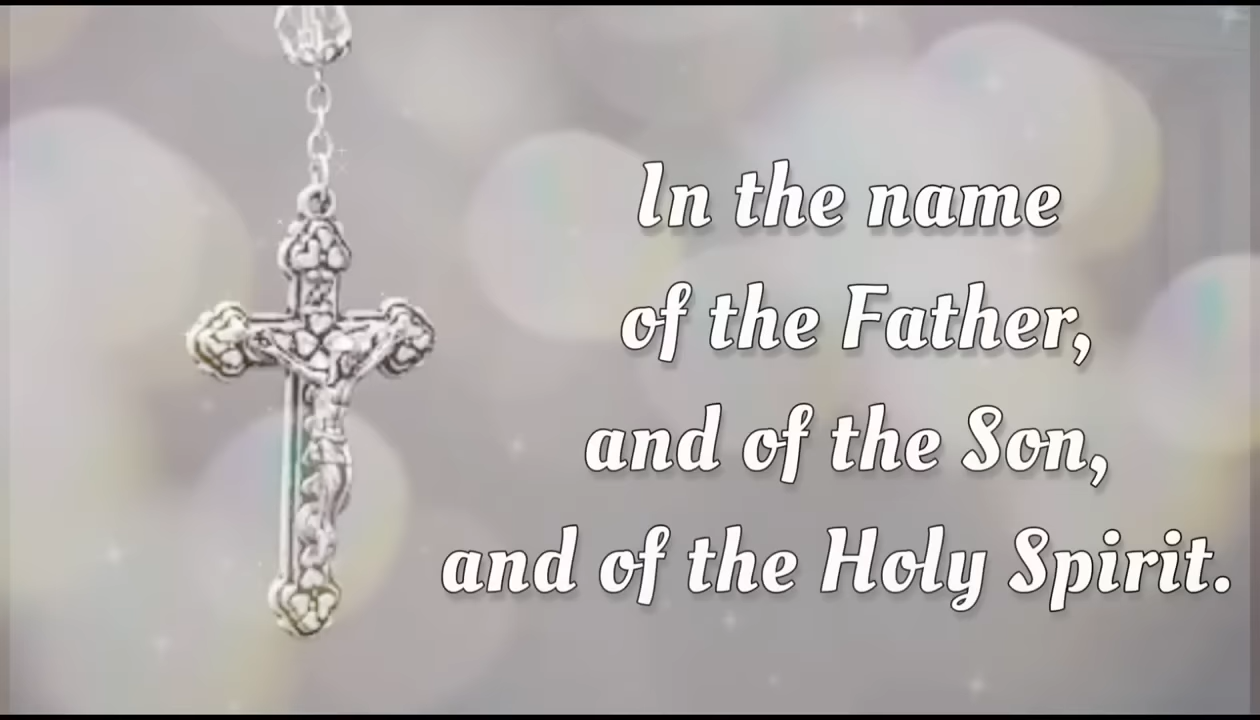 In the name
of the Father,
and of the Son,
and of the Holy Spirit.